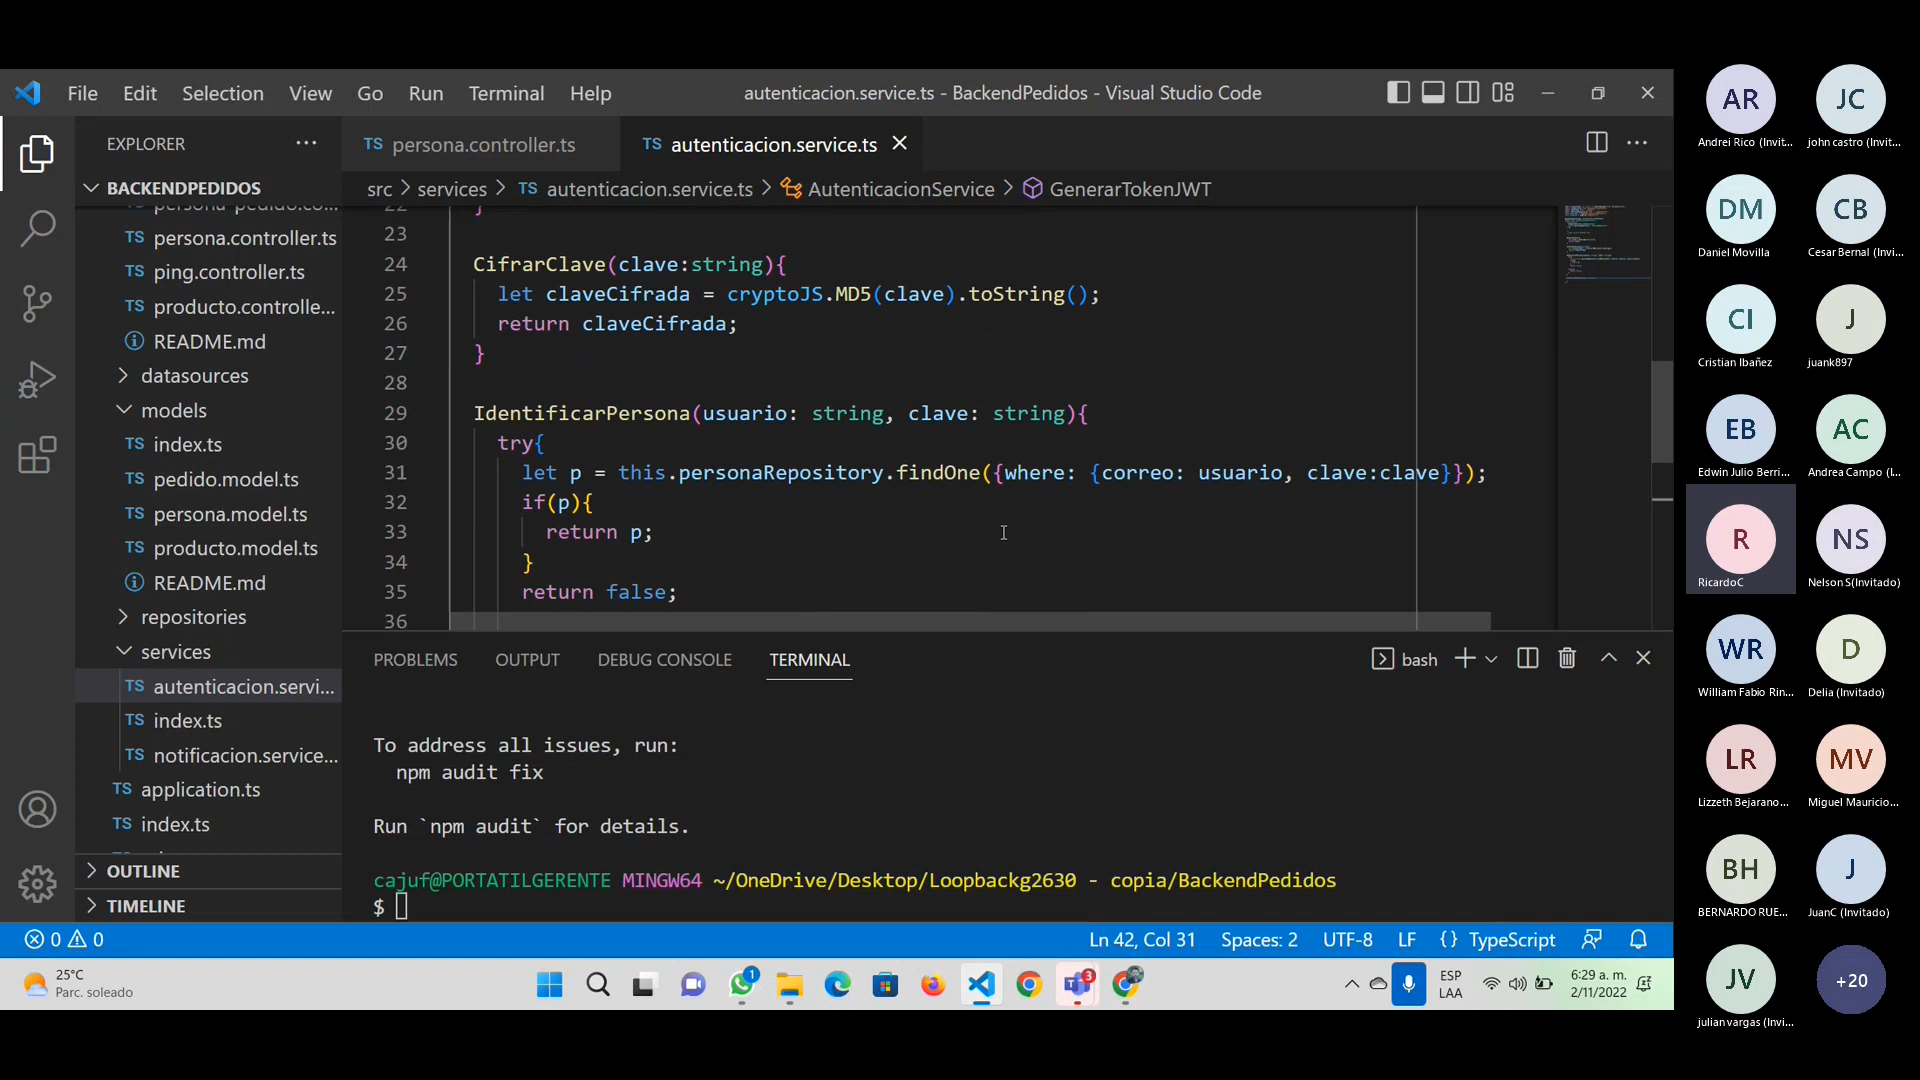 File Edit Selection View Go Run Terminal Help
autenticacion.service.ts - BackendPedidos - Visual Studio Code
EXPLORER
BACKENDPEDIDOS
persona-pedido.co...
TS persona.controller.ts
TS ping.controller.ts
TS producto.controlle...
README.md
datasources
models
TS index.ts
TS pedido.model.ts
TS persona.model.ts
TS producto.model.ts
README.md
repositories
services
TS autenticacion.servi...
TS index.ts
TS notificacion.service...
TS application.ts
TS index.ts
OUTLINE
TIMELINE
TS persona.controller.ts
TS autenticacion.service.ts
src > services > TS autenticacion.service.ts > AutenticacionService > GenerarTokenJWT
22 }
23
24 CifrarClave(clave:string){
25 let claveCifrada = cryptoJS.MD5(clave).toString();
26 return claveCifrada;
27 }
28
29 IdentificarPersona(usuario: string, clave: string){
30 try{
31 let p = this.personaRepository.findOne({where: {correo: usuario, clave:clave}});
32 if(p){
33 return p;
34 }
35 return false;
36
PROBLEMS OUTPUT DEBUG CONSOLE TERMINAL
bash
To address all issues, run:
npm audit fix
Run `npm audit` for details.
cajuf@PORTATILGERENTE MINGW64 ~/OneDrive/Desktop/Loopbackg2630 - copia/BackendPedidos
$
0 0
Ln 42, Col 31 Spaces: 2 UTF-8 LF {} TypeScript
25°C
Parc. soleado
1
3
ESP
LAA
6:29 a. m.
2/11/2022
AR
Andrei Rico (Invit...
JC
john castro (Invit...
DM
Daniel Movilla
CB
Cesar Bernal (Invi...
CI
Cristian Ibañez
J
juank897
EB
Edwin Julio Berri...
AC
Andrea Campo (I...
R
RicardoC
NS
Nelson S(Invitado)
WR
William Fabio Rin...
D
Delia (Invitado)
LR
Lizzeth Bejarano...
MV
Miguel Mauricio...
BH
BERNARDO RUE...
J
JuanC (Invitado)
JV
julian vargas (Invi...
+20